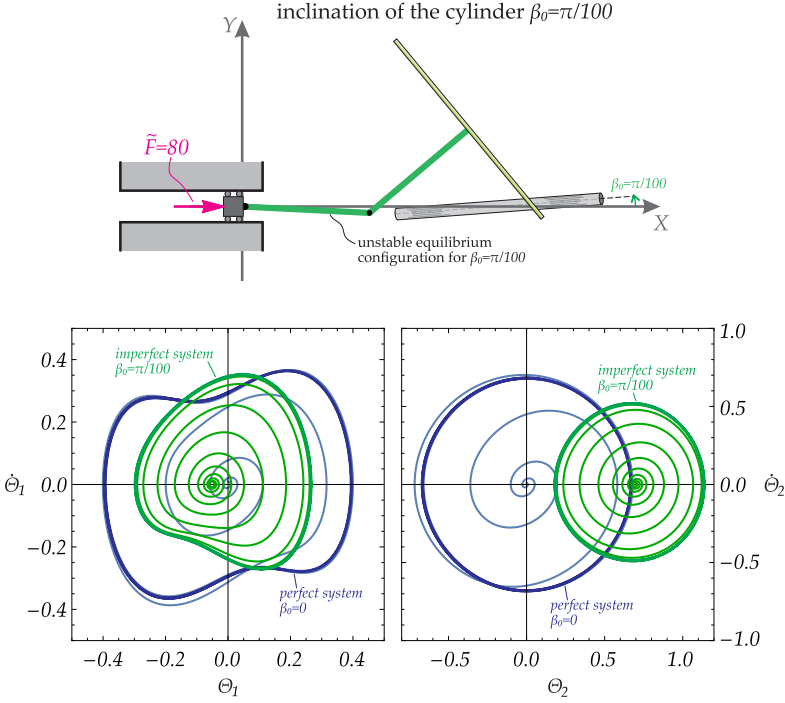 inclination of the cylinder β0=π/100
Y
F̃=80
β0=π/100
X
unstable equilibrium
configuration for β0=π/100
imperfect system
β0=π/100
0.4
0.2
Θ̇1
0.0
−0.2
−0.4
perfect system
β0=0
−0.4
−0.2
0.0
0.2
0.4
Θ1
1.0
imperfect system
β0=π/100
0.5
0.0
Θ̇2
−0.5
perfect system
β0=0
−1.0
−0.5
0.0
0.5
1.0
Θ2